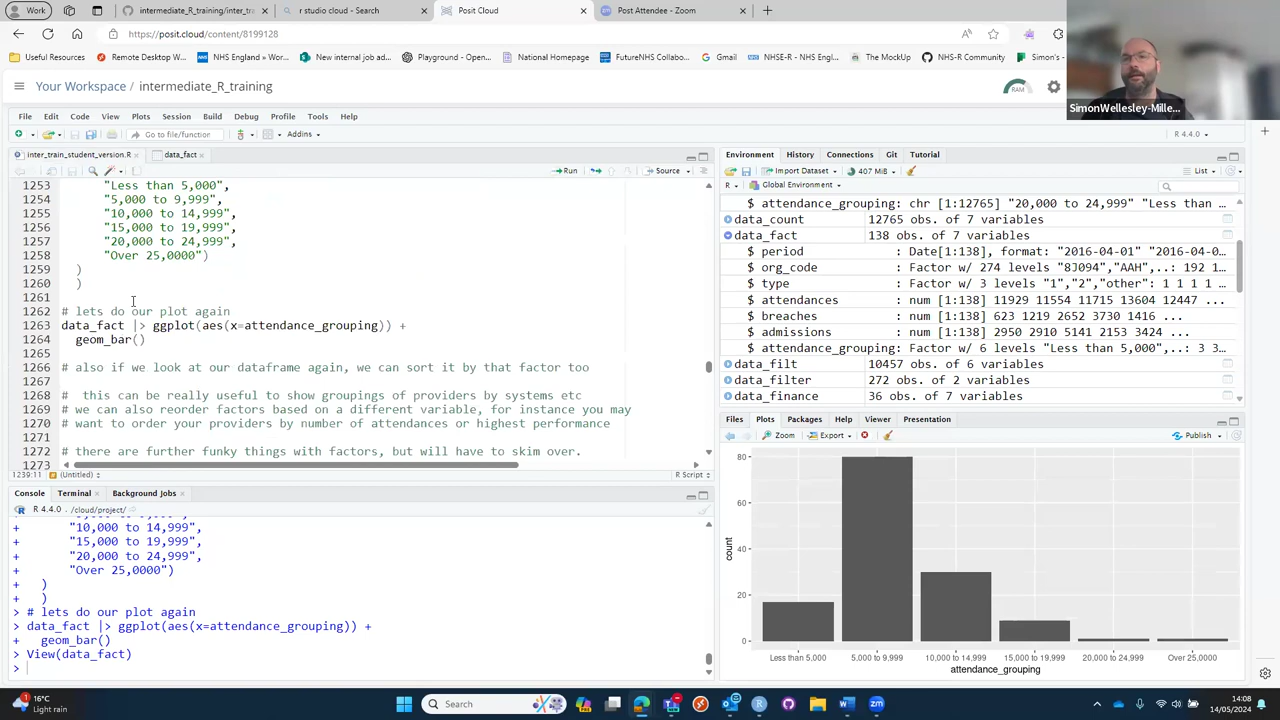 Work
intermediate_R_training/inter_tra
r studio cloud - Search
Posit Cloud
Post Attendee - Zoom
https://posit.cloud/content/8199128
Useful Resources
NHS England » Wor...
New internal job ad...
Playground - Open...
National Homepage
FutureNHS Collabo...
Gmail
NHSE-R - NHS Engl...
The MockUp
NHS-R Community
Simon's -
SimonWellesley-Mille...
Your Workspace / intermediate_R_training
RAM
File Edit Code View Plots Session Build Debug Profile Tools Help
Go to file/function
Addins
R 4.4.0
inter_train_student_version.R
data_fact
Run
Source
1253 "Less than 5,000",
1254 "5,000 to 9,999",
1255 "10,000 to 14,999",
1256 "15,000 to 19,999",
1257 "20,000 to 24,999",
1258 "Over 25,0000")
1259 )
1260 )
1261
1262 # lets do our plot again
1263 data_fact |> ggplot(aes(x=attendance_grouping)) +
1264 geom_bar()
1265
1266 # also if we look at our dataframe again, we can sort it by that factor too
1267
1268 # this can be really useful to show groupings of providers by systems etc
1269 # we can also reorder factors based on a different variable, for instance you may
1270 # want to order your providers by number of attendances or highest performance
1271
1272 # there are further funky things with factors, but will have to skim over.
1273
1239:11
(Untitled)
R Script
Console Terminal Background Jobs
R 4.4.0 . /cloud/project/
+ "10,000 to 14,999",
+ "15,000 to 19,999",
+ "20,000 to 24,999",
+ "Over 25,0000")
+ )
+ )
> # lets do our plot again
> data_fact |> ggplot(aes(x=attendance_grouping)) +
+ geom_bar()
> View(data_fact)
>
Environment History Connections Git Tutorial
Import Dataset
407 MiB
List
R
Global Environment
$ attendance_grouping: chr [1:12765] "20,000 to 24,999" "Less than …
data_count 12765 obs. of 7 variables
data_fact 138 obs. of 7 variables
$ period : Date[1:138], format: "2016-04-01" "2016-04-0…
$ org_code : Factor w/ 274 levels "8J094","AAH",..: 192 1…
$ type : Factor w/ 3 levels "1","2","other": 1 1 1 1 …
$ attendances : num [1:138] 11929 11554 11715 13604 12447 ...
$ breaches : num [1:138] 623 1219 2652 3730 1416 ...
$ admissions : num [1:138] 2950 2910 5141 2153 3424 ...
$ attendance_grouping: Factor w/ 6 levels "Less than 5,000",..: 3 3…
data_filt 10457 obs. of 7 variables
data_filter 272 obs. of 2 variables
data_finance 36 obs. of 7 variables
Files Plots Packages Help Viewer Presentation
Zoom
Export
Publish
80
60
40
20
0
count
Less than 5,000
5,000 to 9,999
10,000 to 14,999
15,000 to 19,999
20,000 to 24,999
Over 25,0000
attendance_grouping
16°C
Light rain
Search
14:08
14/05/2024